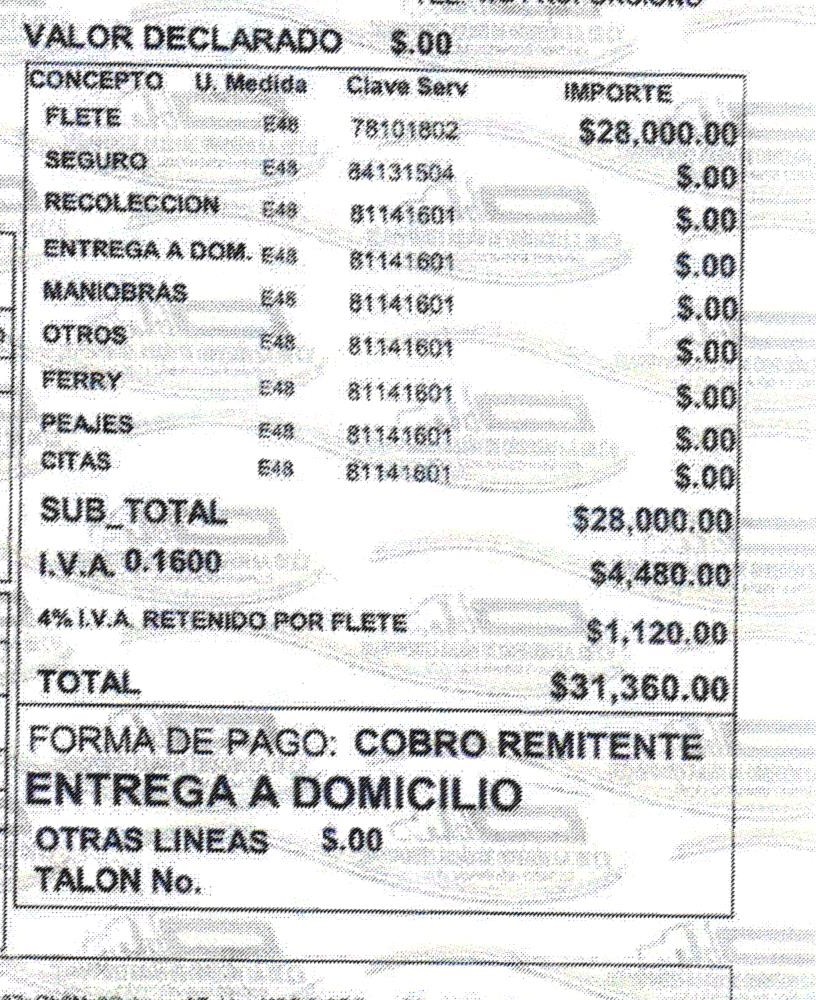 VALOR DECLARADO $.00
CONCEPTO U. Medida Clave Serv IMPORTE
FLETE E48 78101802 $28,000.00
SEGURO E48 84131504 $.00
RECOLECCION E48 81141601 $.00
ENTREGA A DOM. E48 81141601 $.00
MANIOBRAS E48 81141601 $.00
OTROS E48 81141601 $.00
FERRY E48 81141601 $.00
PEAJES E48 81141601 $.00
CITAS E48 81141601 $.00
SUB_TOTAL $28,000.00
I.V.A. 0.1600 $4,480.00
4% I.V.A. RETENIDO POR FLETE $1,120.00
TOTAL $31,360.00
FORMA DE PAGO: COBRO REMITENTE
ENTREGA A DOMICILIO
OTRAS LINEAS $.00
TALON No.